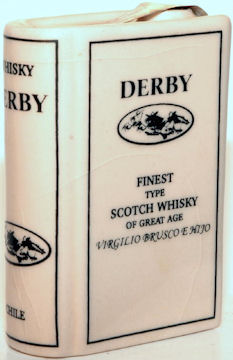 WHISKY
DERBY
CHILE
DERBY
FINEST
TYPE
SCOTCH WHISKY
OF GREAT AGE
VIRGILIO BRUSCO E HIJO